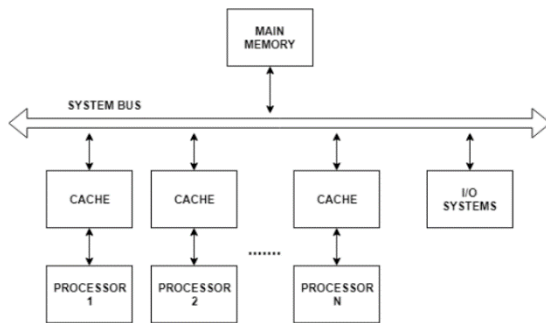 MAIN
MEMORY
SYSTEM BUS
CACHE
CACHE
CACHE
I/O
SYSTEMS
.......
PROCESSOR
1
PROCESSOR
2
PROCESSOR
N